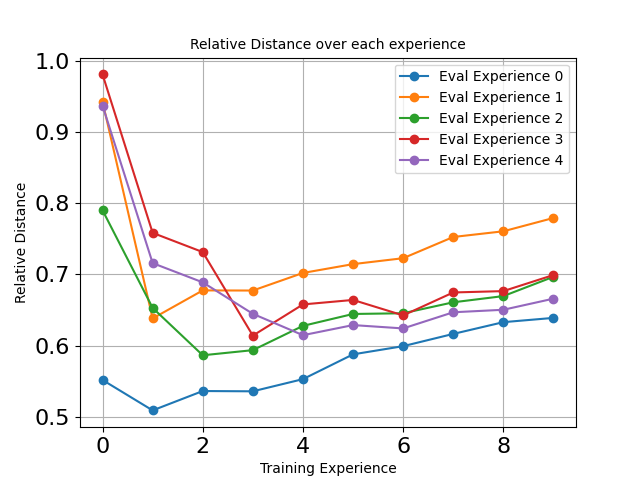 Relative Distance over each experience
1.0
0.9
0.8
0.7
0.6
0.5
Relative Distance
Eval Experience 0
Eval Experience 1
Eval Experience 2
Eval Experience 3
Eval Experience 4
0 2 4 6 8
Training Experience